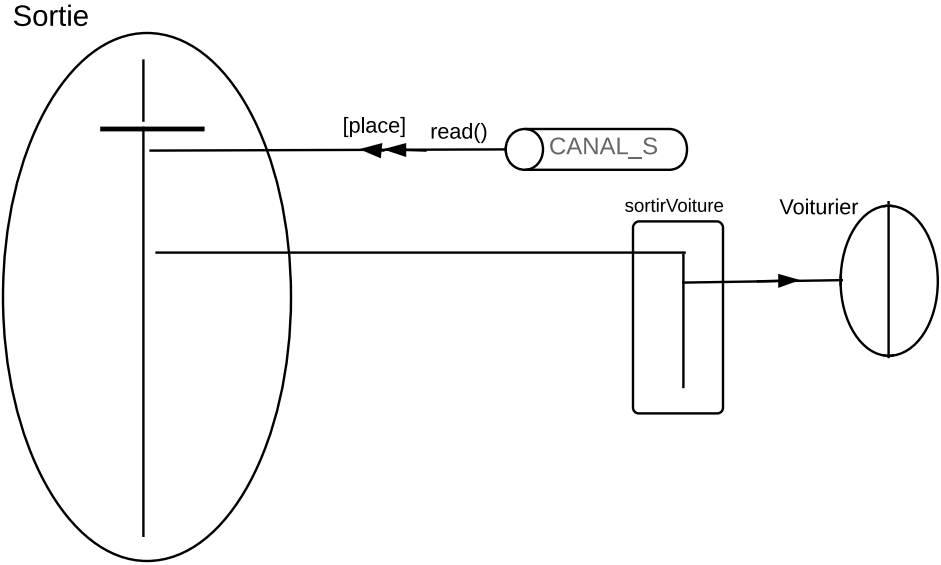 Sortie
[place]
read()
CANAL_S
sortirVoiture
Voiturier